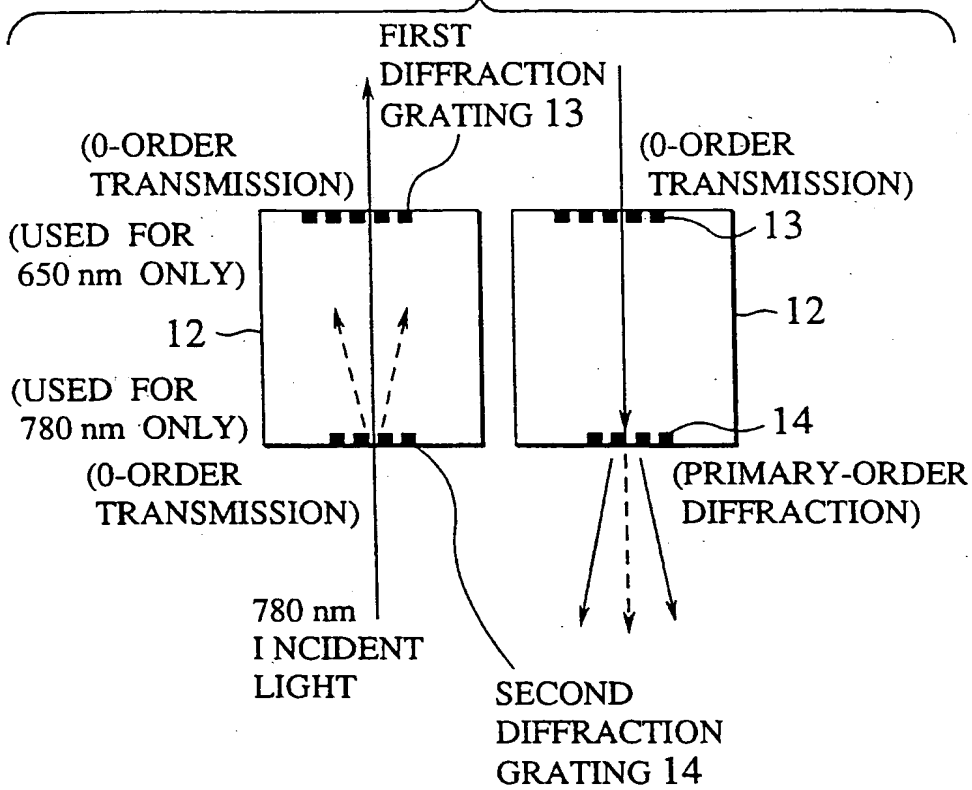 FIRST
DIFFRACTION
GRATING 13
(0-ORDER
TRANSMISSION)
(0-ORDER
TRANSMISSION)
13
(USED FOR
650 nm ONLY)
12
12
(USED FOR
780 nm ONLY)
14
(0-ORDER
TRANSMISSION)
(PRIMARY-ORDER
DIFFRACTION)
780 nm
I NCIDENT
LIGHT
SECOND
DIFFRACTION
GRATING 14